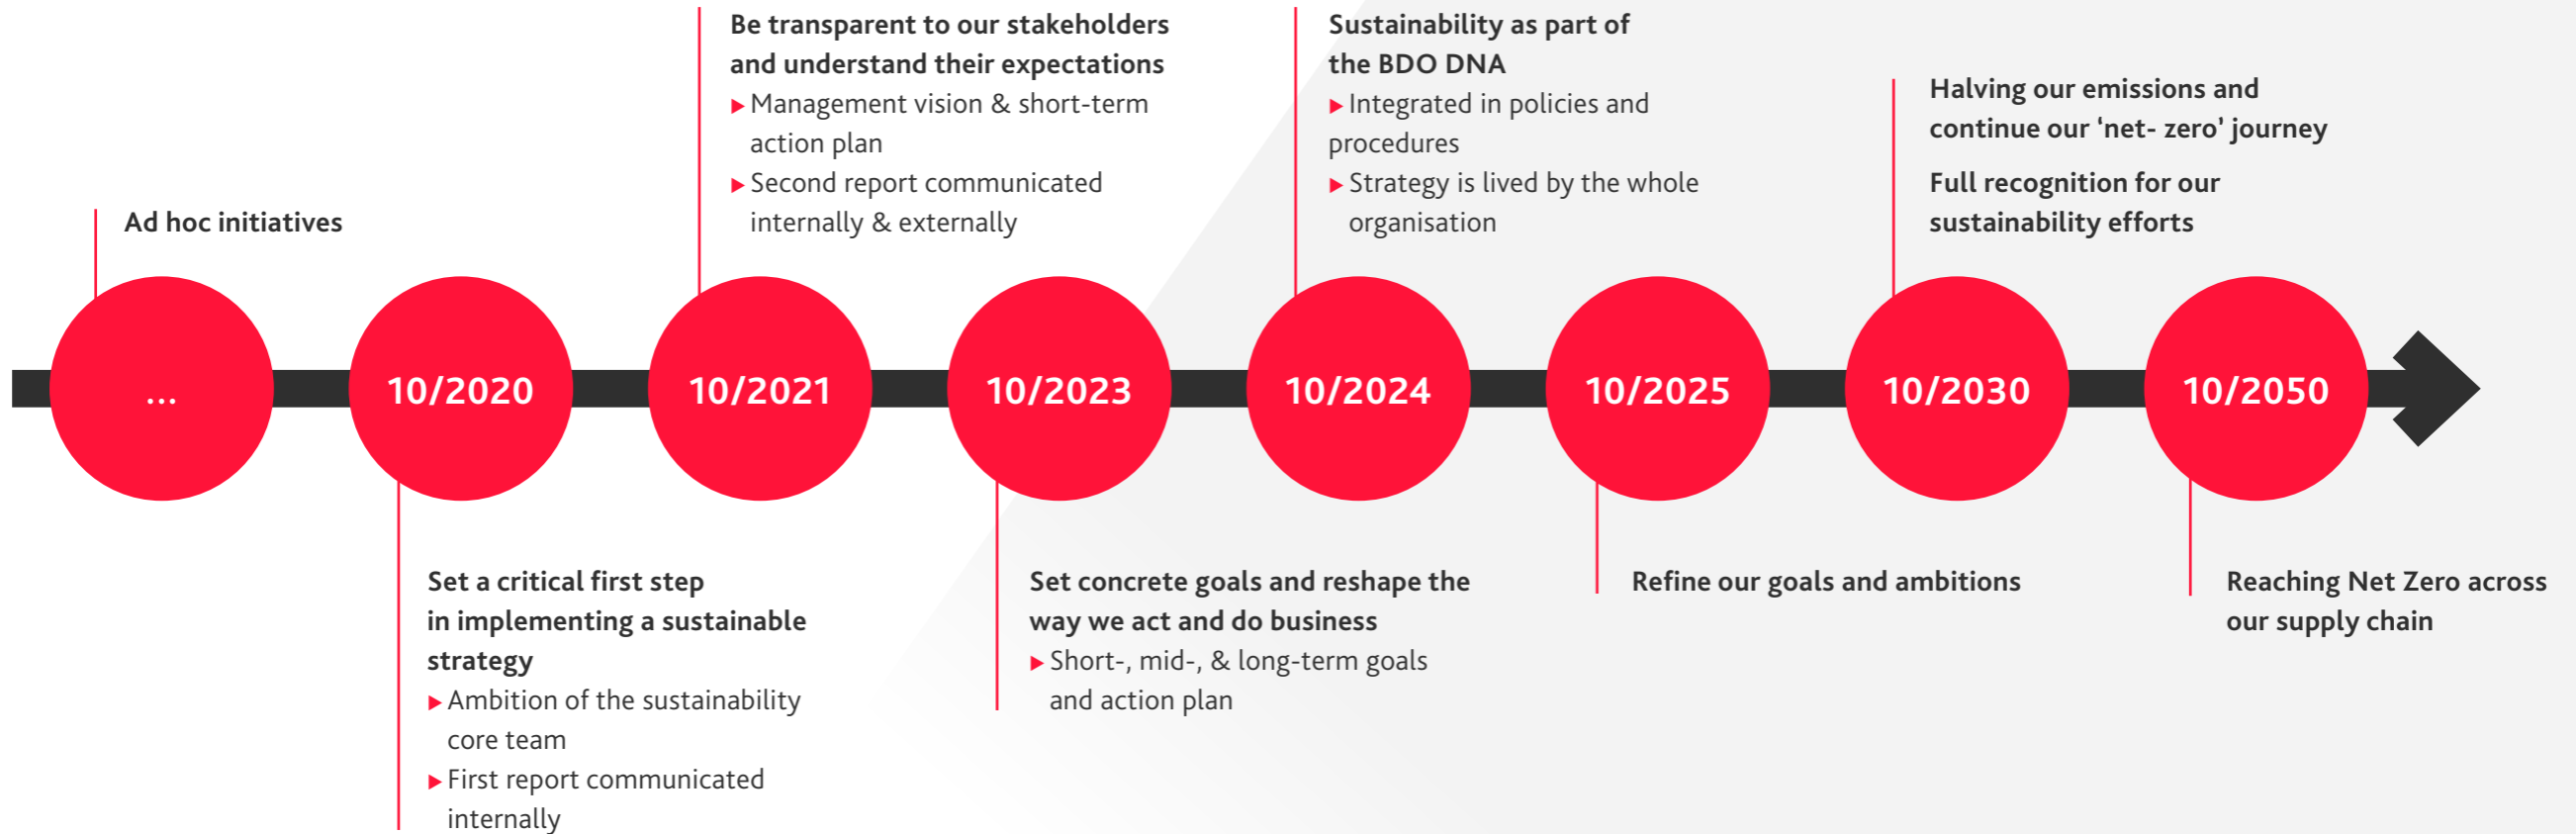 Be transparent to our stakeholders
and understand their expectations
▶ Management vision & short-term
action plan
▶ Second report communicated
internally & externally
Sustainability as part of
the BDO DNA
▶ Integrated in policies and
procedures
▶ Strategy is lived by the whole
organisation
Halving our emissions and
continue our ‘net- zero’ journey
Full recognition for our
sustainability efforts
Ad hoc initiatives
...
10/2020
10/2021
10/2023
10/2024
10/2025
10/2030
10/2050
Set a critical first step
in implementing a sustainable
strategy
▶ Ambition of the sustainability
core team
▶ First report communicated
internally
Set concrete goals and reshape the
way we act and do business
▶ Short-, mid-, & long-term goals
and action plan
Refine our goals and ambitions
Reaching Net Zero across
our supply chain